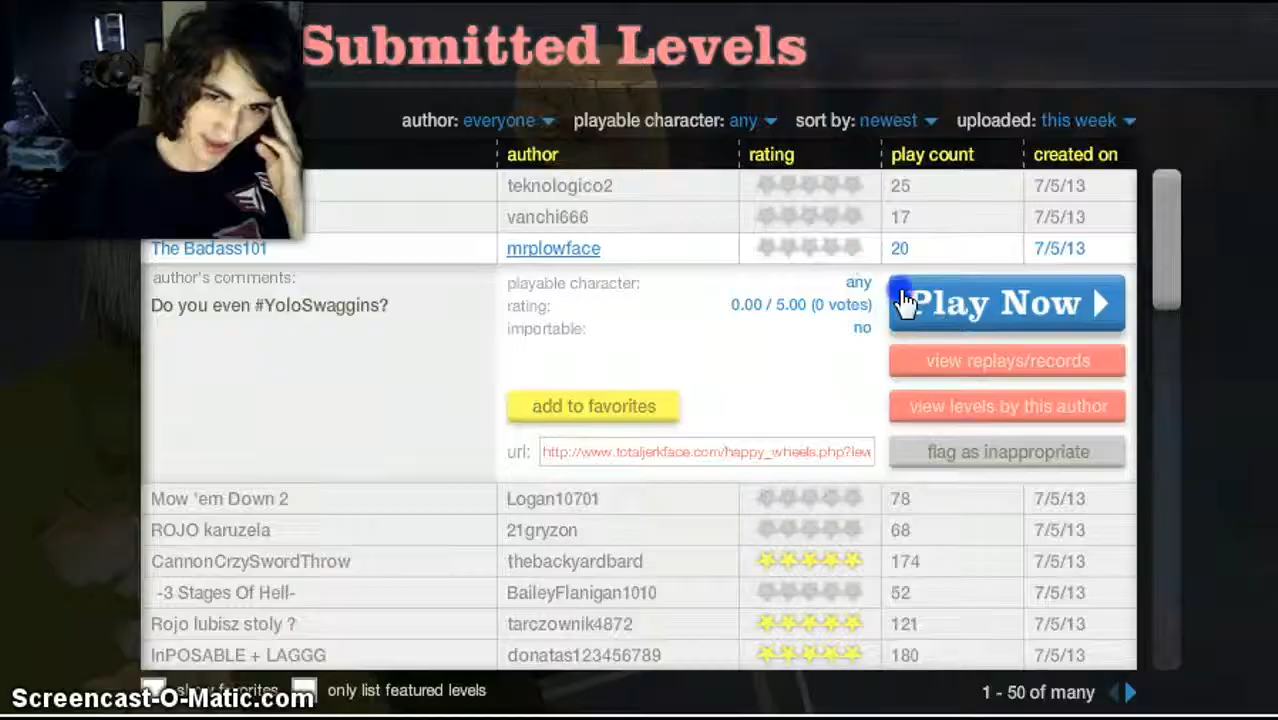 Submitted Levels
author: everyone playable character: any sort by: newest uploaded: this week
author rating play count created on
teknologico2 25 7/5/13
vanchi666 17 7/5/13
The Badass101 mrplowface 20 7/5/13
author's comments:
Do you even #YoloSwaggins?
playable character: any
rating: 0.00 / 5.00 (0 votes)
importable: no
Play Now
view replays/records
add to favorites
view levels by this author
url: http://www.totaljerkface.com/happy_wheels.php?lev
flag as inappropriate
Mow 'em Down 2 Logan10701 78 7/5/13
ROJO karuzela 21gryzon 68 7/5/13
CannonCrzySwordThrow thebackyardbard 174 7/5/13
-3 Stages Of Hell- BaileyFlanigan1010 52 7/5/13
Rojo lubisz stoly ? tarczownik4872 121 7/5/13
InPOSABLE + LAGGG donatas123456789 180 7/5/13
favorites only list featured levels 1 - 50 of many
Screencast-O-Matic.com